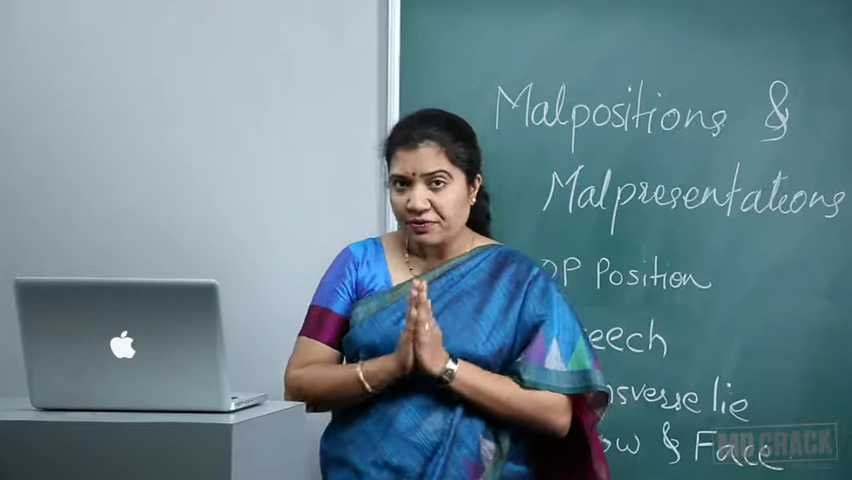 Malpositions &
Malpresentations
OP Position
eech
nsverse lie
ow & Face
MD CRACK